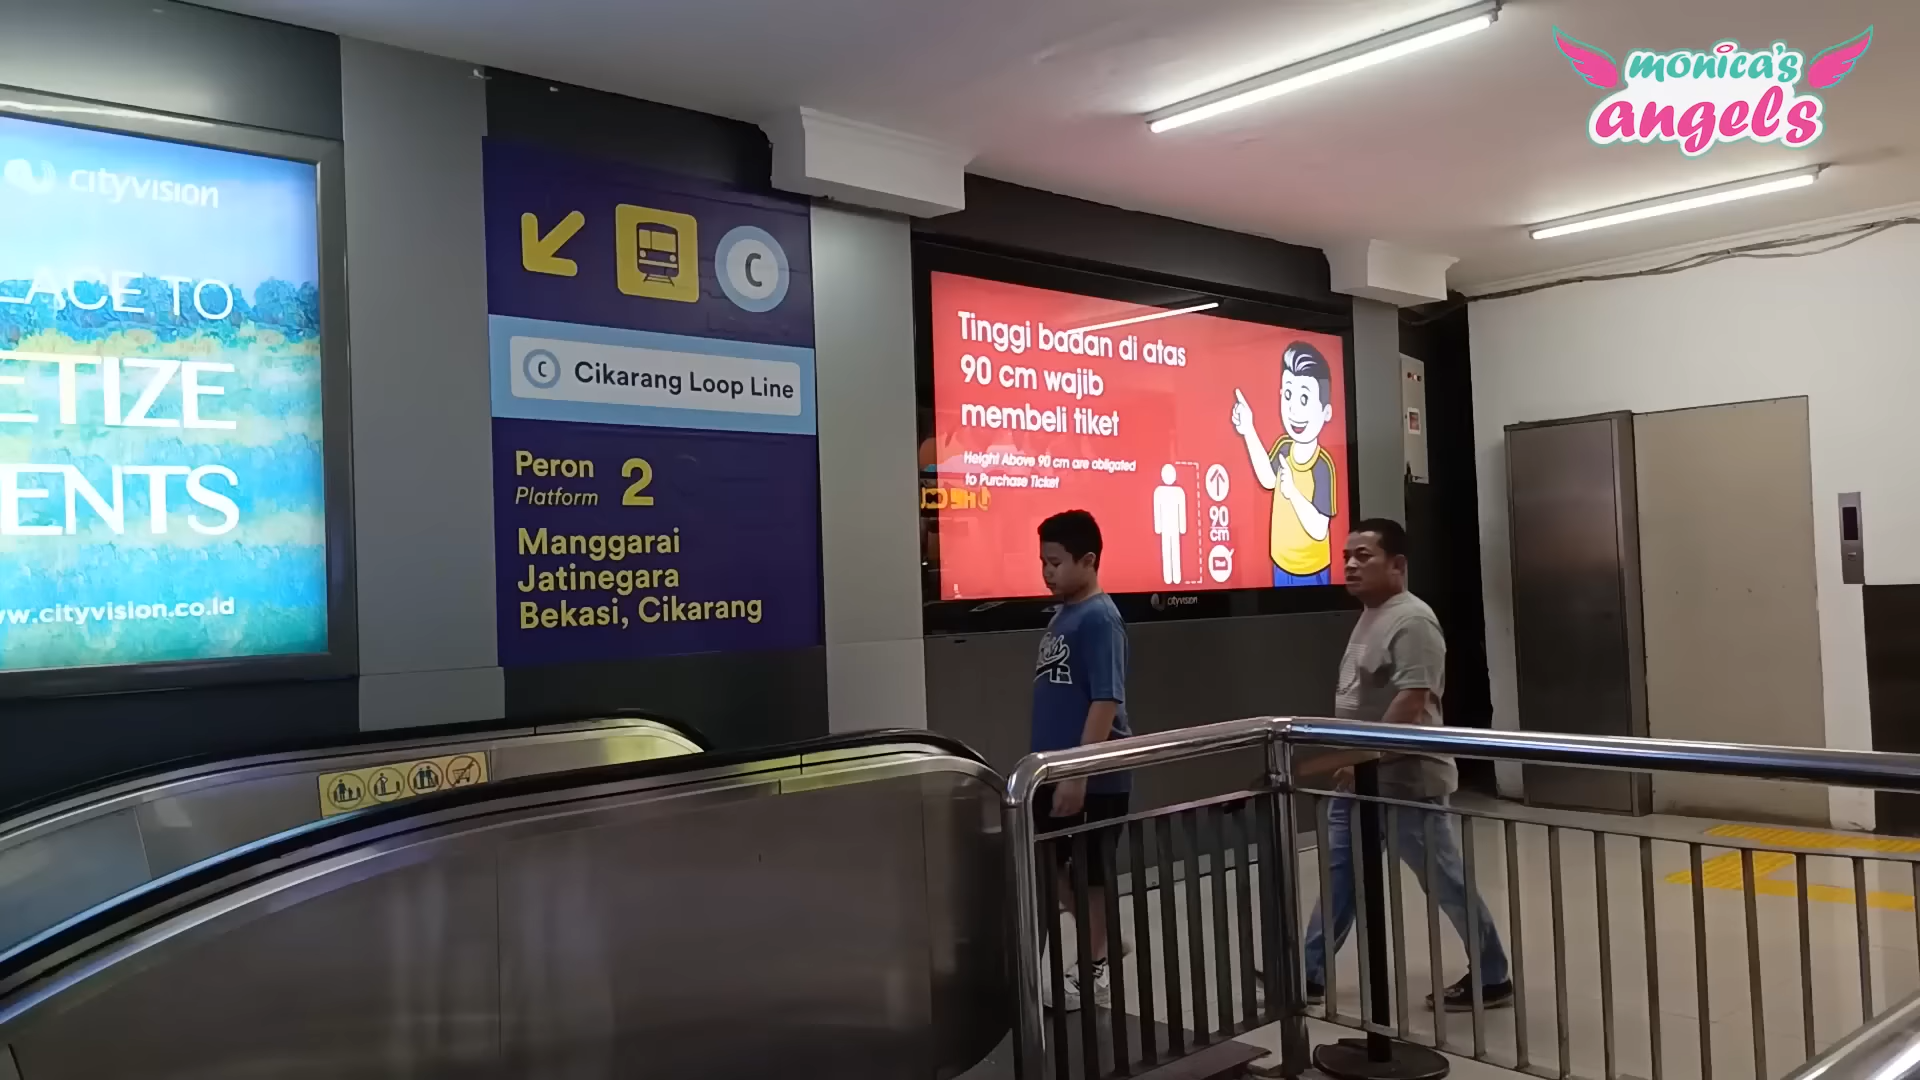 monica's
angels
cityvision
LACE TO
ETIZE
ENTS
www.cityvision.co.id
C
C
Cikarang Loop Line
Peron
Platform
2
Manggarai
Jatinegara
Bekasi, Cikarang
Tinggi badan di atas
90 cm wajib
membeli tiket
Height Above 90 cm are obligated
to Purchase Ticket
90
cm
cityvision